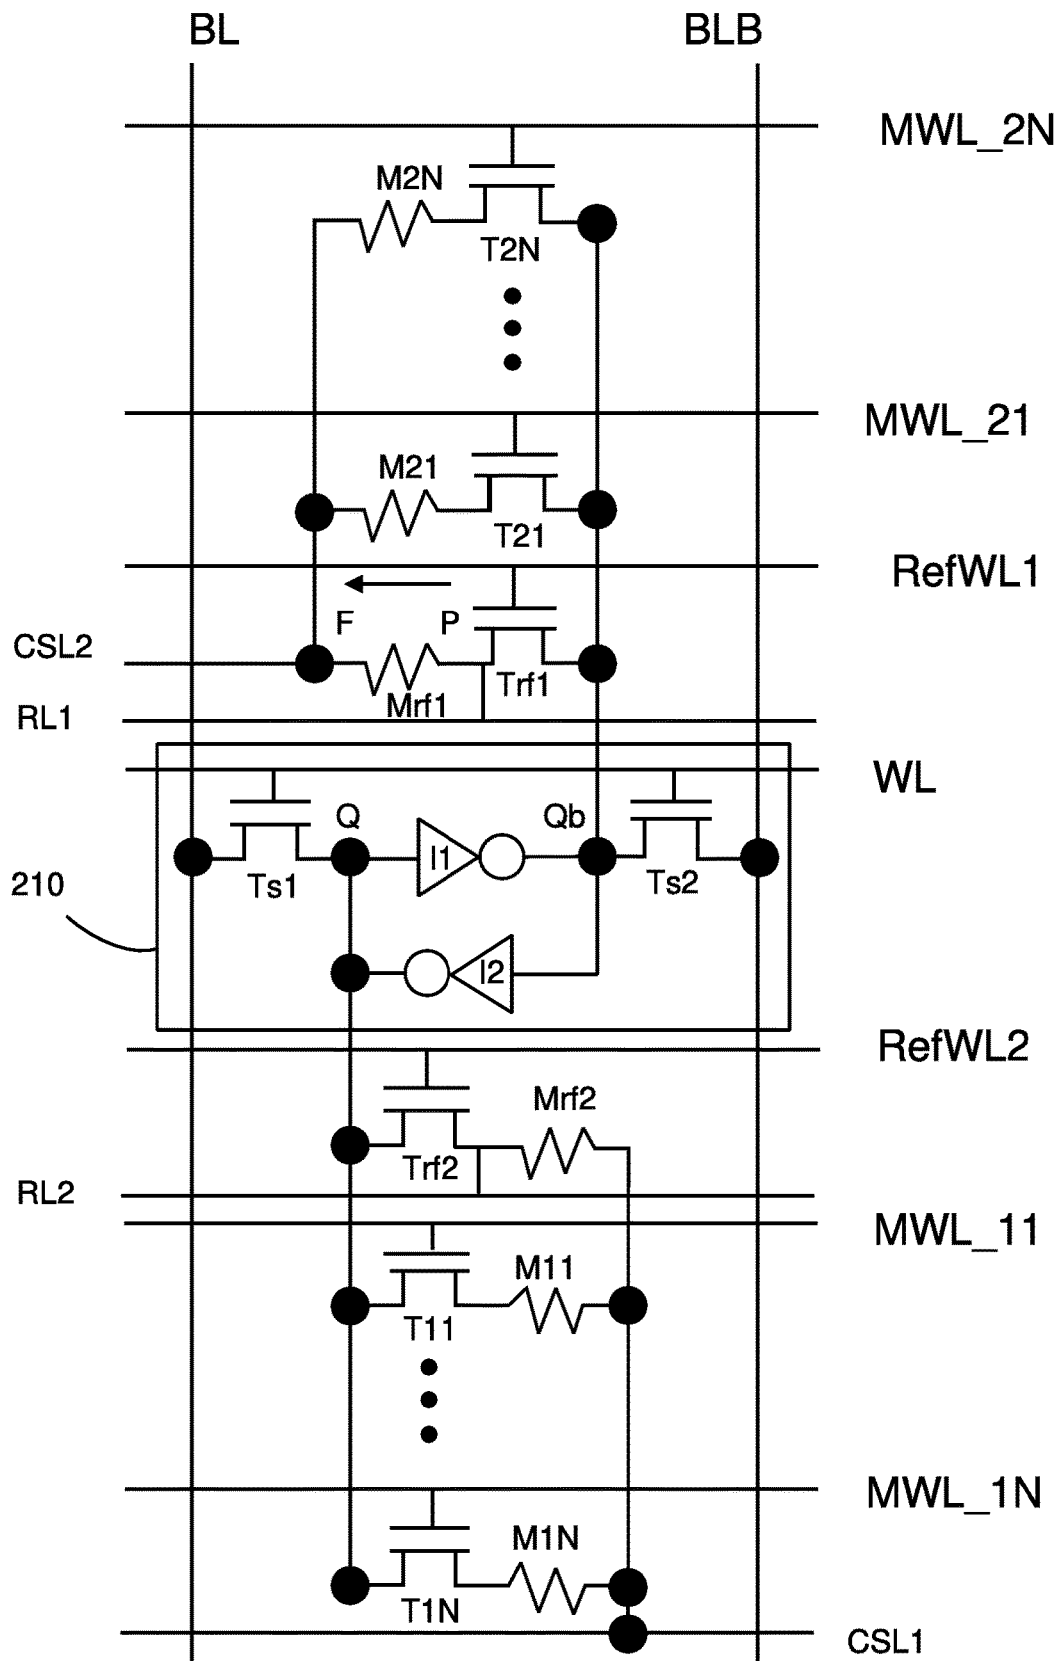 BL BLB
MWL_2N
M2N
T2N
MWL_21
M21
T21
RefWL1
F P
CSL2
Trf1
Mrf1
RL1
WL
Q Qb
I1
Ts1 Ts2
210
I2
RefWL2
Mrf2
Trf2
RL2
MWL_11
M11
T11
MWL_1N
M1N
T1N
CSL1